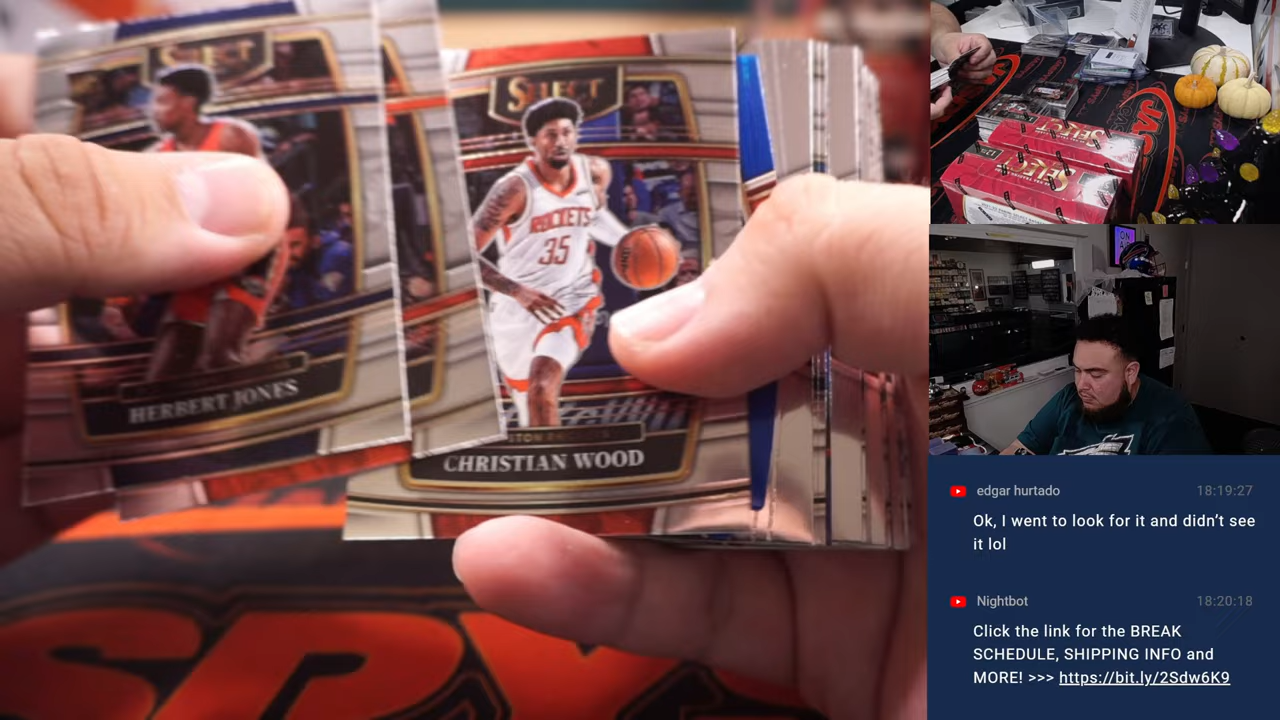 SELECT
SELECT
ROCKETS
35
HERBERT JONES
CHRISTIAN WOOD
SELECT
SELECT
edgar hurtado 18:19:27
Ok, I went to look for it and didn't see
it lol
Nightbot 18:20:18
Click the link for the BREAK
SCHEDULE, SHIPPING INFO and
MORE! >>> https://bit.ly/2Sdw6K9